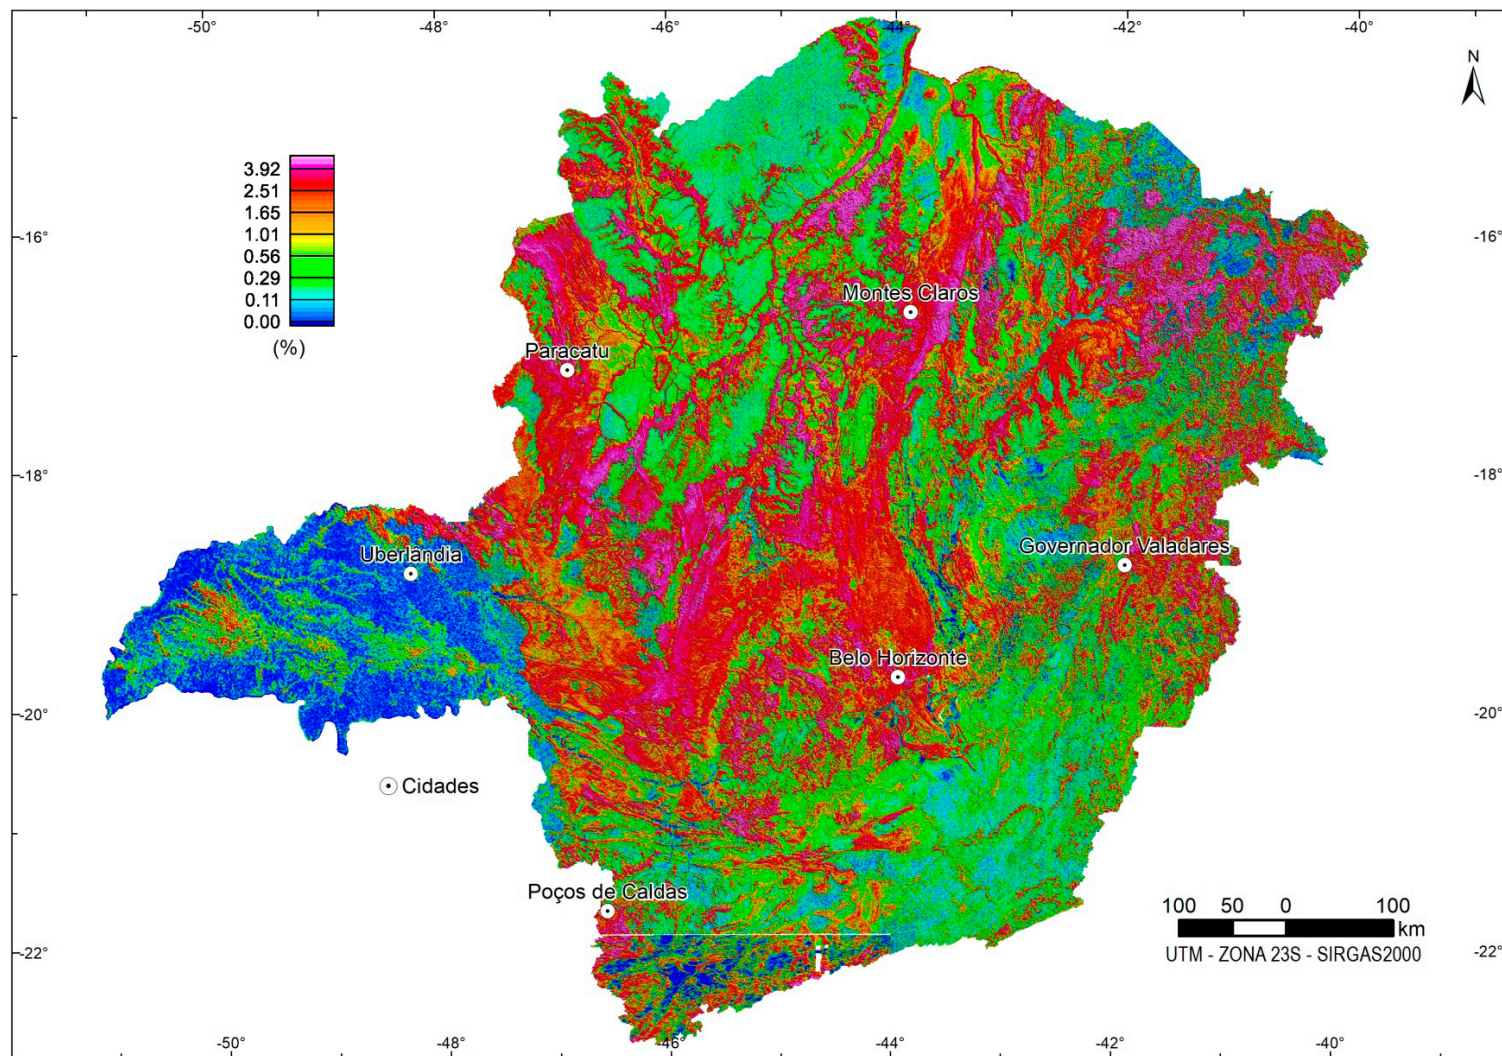 -50° -48° -46° -44° -42° -40°
N
3.92
2.51
1.65
1.01
0.56
0.29
0.11
0.00
(%)
-16° -16°
Montes Claros
Paracatu
-18° -18°
Uberlândia
Governador Valadares
Belo Horizonte
-20° -20°
Cidades
Poços de Caldas
100 50 0 100
km
UTM - ZONA 23S - SIRGAS2000
-22° -22°
-50° -48° -46° -44° -42° -40°